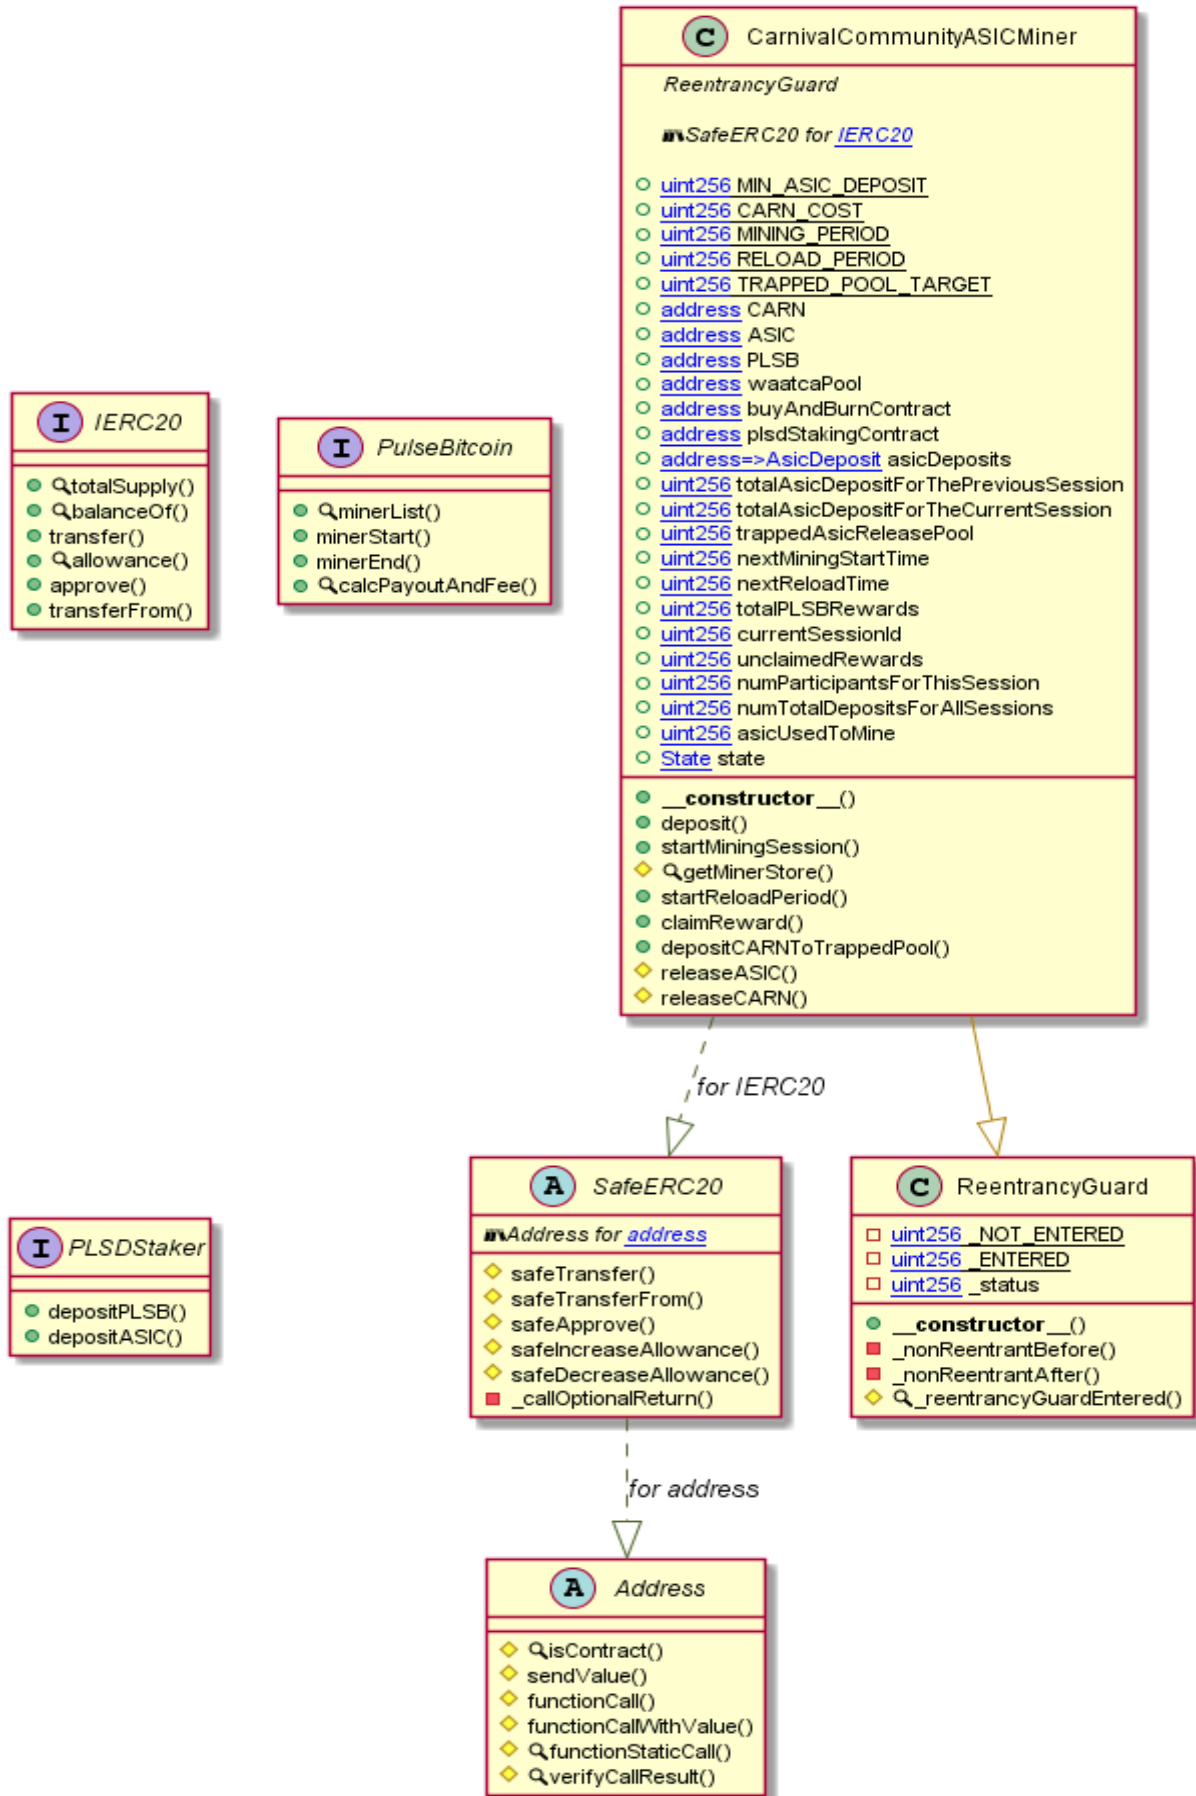 C CarnivalCommunityASICMiner
ReentrancyGuard
SafeERC20 for IERC20
uint256 MIN_ASIC_DEPOSIT
uint256 CARN_COST
uint256 MINING_PERIOD
uint256 RELOAD_PERIOD
uint256 TRAPPED_POOL_TARGET
address CARN
address ASIC
address PLSB
address waatcaPool
address buyAndBurnContract
address plsdStakingContract
address=>AsicDeposit asicDeposits
uint256 totalAsicDepositForThePreviousSession
uint256 totalAsicDepositForTheCurrentSession
uint256 trappedAsicReleasePool
uint256 nextMiningStartTime
uint256 nextReloadTime
uint256 totalPLSBRewards
uint256 currentSessionId
uint256 unclaimedRewards
uint256 numParticipantsForThisSession
uint256 numTotalDepositsForAllSessions
uint256 asicUsedToMine
State state
__constructor__()
deposit()
startMiningSession()
getMinerStore()
startReloadPeriod()
claimReward()
depositCARNToTrappedPool()
releaseASIC()
releaseCARN()
I IERC20
totalSupply()
balanceOf()
transfer()
allowance()
approve()
transferFrom()
I PulseBitcoin
minerList()
minerStart()
minerEnd()
calcPayoutAndFee()
for IERC20
I PLSDStaker
depositPLSB()
depositASIC()
A SafeERC20
Address for address
safeTransfer()
safeTransferFrom()
safeApprove()
safeIncreaseAllowance()
safeDecreaseAllowance()
_callOptionalReturn()
C ReentrancyGuard
uint256 _NOT_ENTERED
uint256 _ENTERED
uint256 _status
__constructor__()
_nonReentrantBefore()
_nonReentrantAfter()
_reentrancyGuardEntered()
for address
A Address
isContract()
sendValue()
functionCall()
functionCallWithValue()
functionStaticCall()
verifyCallResult()